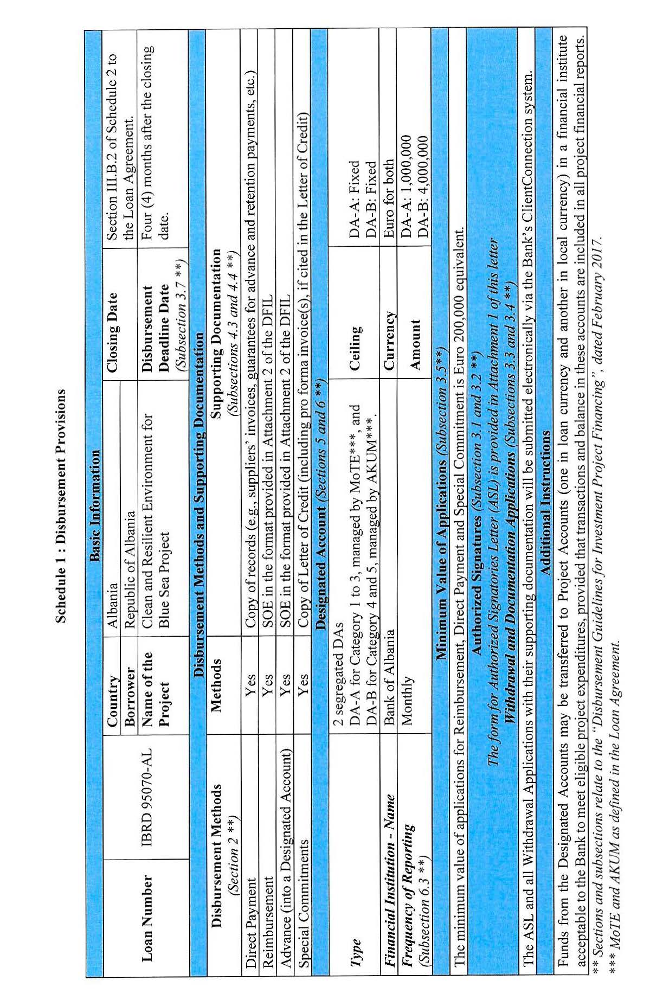 Schedule 1 : Disbursement Provisions
Basic Information
Loan Number
IBRD 95070-AL
Country
Albania
Closing Date
Section III.B.2 of Schedule 2 to
the Loan Agreement.
Borrower
Republic of Albania
Name of the
Project
Clean and Resilient Environment for
Blue Sea Project
Disbursement
Deadline Date
(Subsection 3.7 **)
Four (4) months after the closing
date.
Disbursement Methods and Supporting Documentation
Disbursement Methods
(Section 2 **)
Methods
Supporting Documentation
(Subsections 4.3 and 4.4 **)
Direct Payment
Yes
Copy of records (e.g., suppliers' invoices, guarantees for advance and retention payments, etc.)
Reimbursement
Yes
SOE in the format provided in Attachment 2 of the DFIL
Advance (into a Designated Account)
Yes
SOE in the format provided in Attachment 2 of the DFIL
Special Commitments
Yes
Copy of Letter of Credit (including pro forma invoice(s), if cited in the Letter of Credit)
Designated Account (Sections 5 and 6 **)
Type
2 segregated DAs
DA-A for Category 1 to 3, managed by MoTE***, and
DA-B for Category 4 and 5, managed by AKUM***.
Ceiling
DA-A: Fixed
DA-B: Fixed
Financial Institution - Name
Bank of Albania
Currency
Euro for both
Frequency of Reporting
(Subsection 6.3 **)
Monthly
Amount
DA-A: 1,000,000
DA-B: 4,000,000
Minimum Value of Applications (Subsection 3.5**)
The minimum value of applications for Reimbursement, Direct Payment and Special Commitment is Euro 200,000 equivalent.
Authorized Signatures (Subsection 3.1 and 3.2 **)
The form for Authorized Signatories Letter (ASL) is provided in Attachment 1 of this letter
Withdrawal and Documentation Applications (Subsections 3.3 and 3.4 **)
The ASL and all Withdrawal Applications with their supporting documentation will be submitted electronically via the Bank's ClientConnection system.
Additional Instructions
Funds from the Designated Accounts may be transferred to Project Accounts (one in loan currency and another in local currency) in a financial institute
acceptable to the Bank to meet eligible project expenditures, provided that transactions and balance in these accounts are included in all project financial reports.
** Sections and subsections relate to the "Disbursement Guidelines for Investment Project Financing", dated February 2017.
*** MoTE and AKUM as defined in the Loan Agreement.